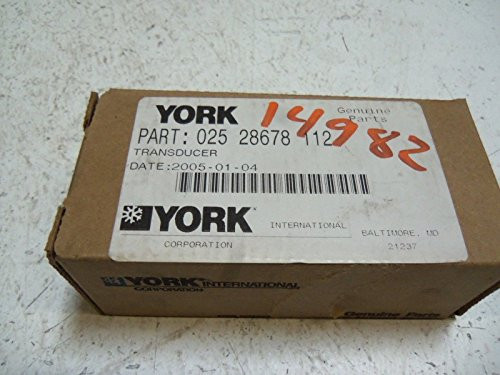 YORK Genuine
Parts
14982
PART: 025 28678 112
TRANSDUCER
DATE:2005-01-04
YORK INTERNATIONAL BALTIMORE, MD
CORPORATION 21237
YORK INTERNATIONAL
CORPORATION
Genuine Parts